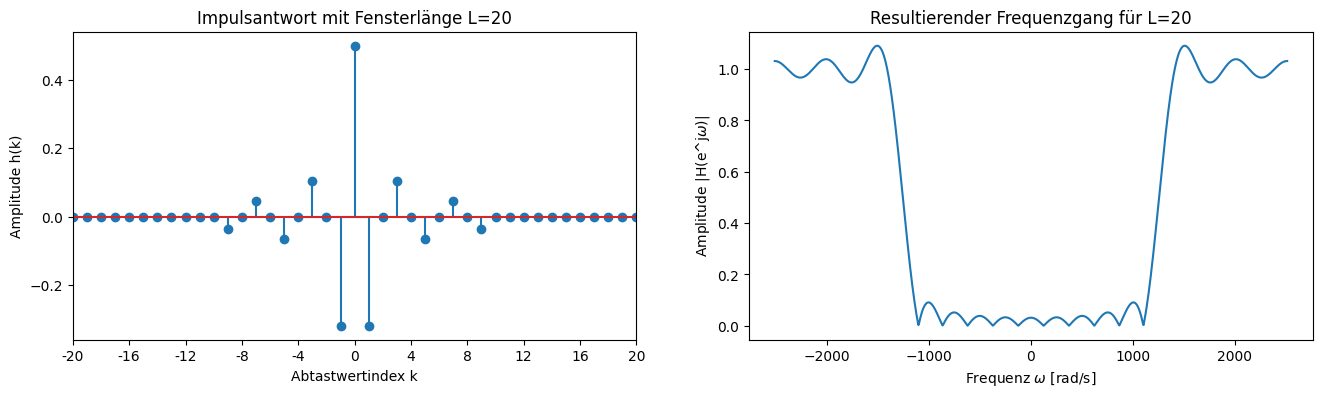 Impulsantwort mit Fensterlänge L=20
Amplitude h(k)
0.4
0.2
0.0
−0.2
-20 -16 -12 -8 -4 0 4 8 12 16 20
Abtastwertindex k
Resultierender Frequenzgang für L=20
Amplitude |H(e^jω)|
1.0
0.8
0.6
0.4
0.2
0.0
−2000 −1000 0 1000 2000
Frequenz ω [rad/s]